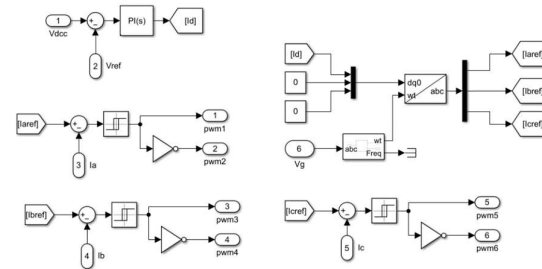 1
Vdcc
PI(s)
[Id]
2
Vref
[Id]
0
0
dq0
wt
abc
[Iaref]
[Ibref]
[Icref]
6
Vg
abc
wt
Freq
[Iaref]
3
Ia
1
pwm1
2
pwm2
[Ibref]
4
Ib
3
pwm3
4
pwm4
[Icref]
5
Ic
5
pwm5
6
pwm6